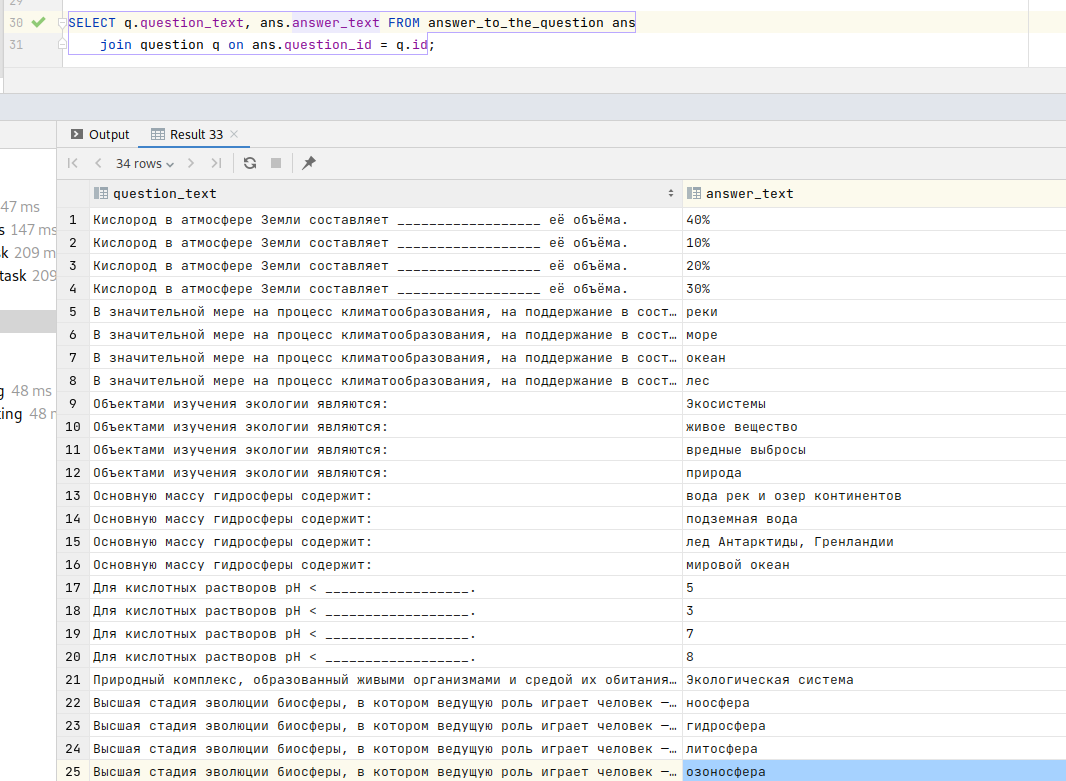 29
30 SELECT q.question_text, ans.answer_text FROM answer_to_the_question ans
31 join question q on ans.question_id = q.id;
Output Result 33
34 rows
question_text answer_text
47 ms
s 147 ms
sk 209 m
task 209
g 48 ms
ting 48 m
1 Кислород в атмосфере Земли составляет __________________ её объёма. 40%
2 Кислород в атмосфере Земли составляет __________________ её объёма. 10%
3 Кислород в атмосфере Земли составляет __________________ её объёма. 20%
4 Кислород в атмосфере Земли составляет __________________ её объёма. 30%
5 В значительной мере на процесс климатообразования, на поддержание в сост… реки
6 В значительной мере на процесс климатообразования, на поддержание в сост… море
7 В значительной мере на процесс климатообразования, на поддержание в сост… океан
8 В значительной мере на процесс климатообразования, на поддержание в сост… лес
9 Объектами изучения экологии являются: Экосистемы
10 Объектами изучения экологии являются: живое вещество
11 Объектами изучения экологии являются: вредные выбросы
12 Объектами изучения экологии являются: природа
13 Основную массу гидросферы содержит: вода рек и озер континентов
14 Основную массу гидросферы содержит: подземная вода
15 Основную массу гидросферы содержит: лед Антарктиды, Гренландии
16 Основную массу гидросферы содержит: мировой океан
17 Для кислотных растворов pH < __________________. 5
18 Для кислотных растворов pH < __________________. 3
19 Для кислотных растворов pH < __________________. 7
20 Для кислотных растворов pH < __________________. 8
21 Природный комплекс, образованный живыми организмами и средой их обитания… Экологическая система
22 Высшая стадия эволюции биосферы, в котором ведущую роль играет человек —… ноосфера
23 Высшая стадия эволюции биосферы, в котором ведущую роль играет человек —… гидросфера
24 Высшая стадия эволюции биосферы, в котором ведущую роль играет человек —… литосфера
25 Высшая стадия эволюции биосферы, в котором ведущую роль играет человек —… озоносфера